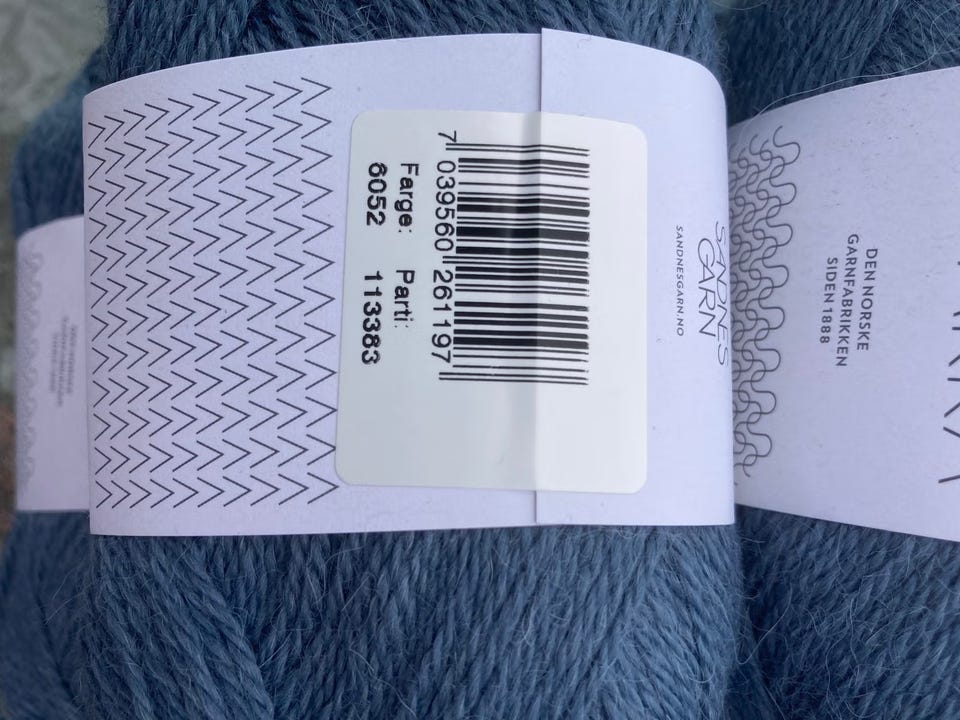 7 039560 261197
Farge: Parti:
6052 113383
SANDNES
GARN
SANDNESGARN.NO
DEN NORSKE
GARNFABRIKKEN
SIDEN 1888